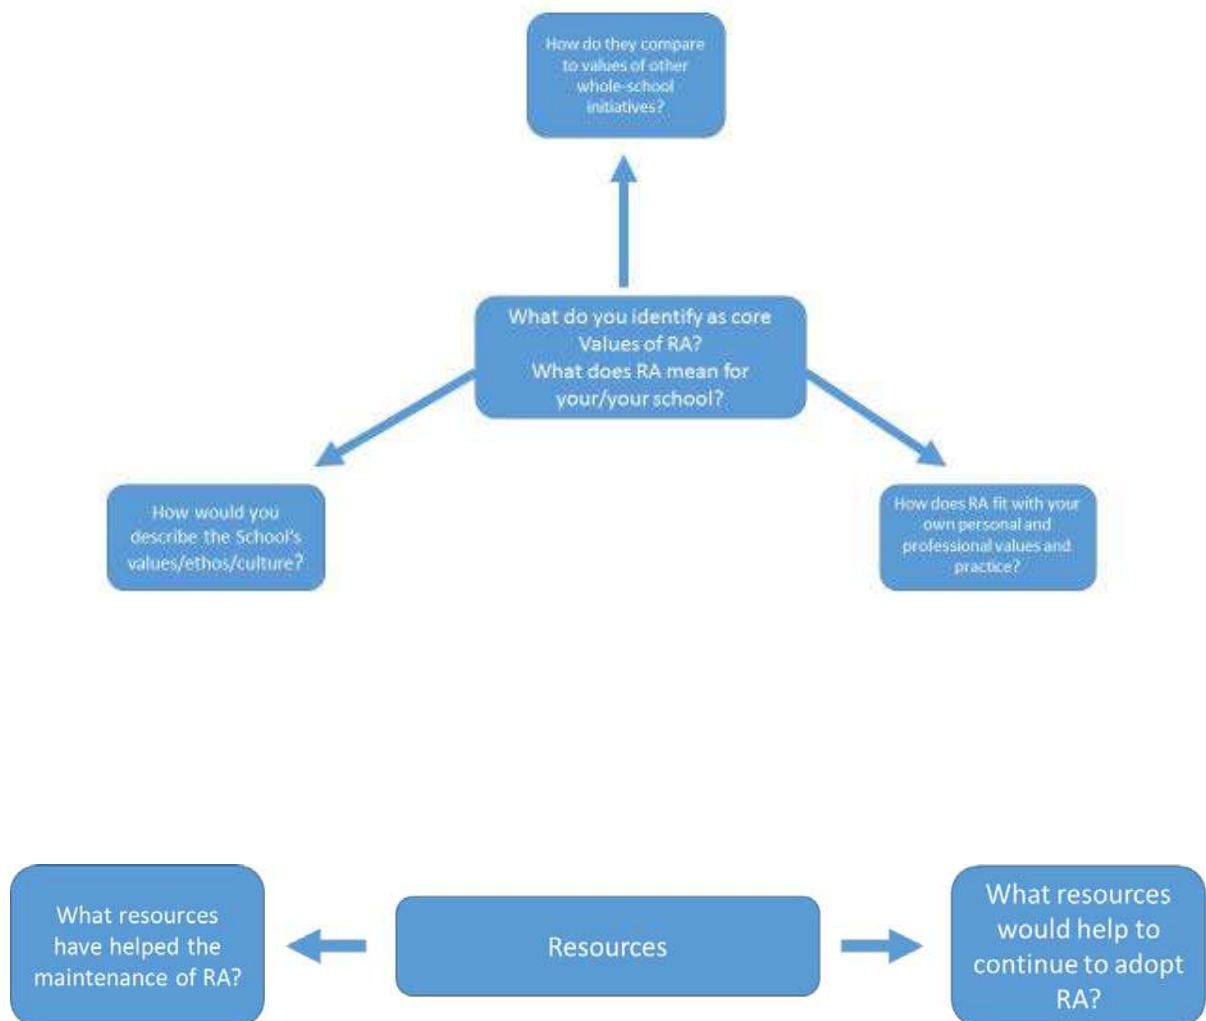 How do they compare
to values of other
whole-school
initiatives?
What do you identify as core
Values of RA?
What does RA mean for
your/your school?
How would you
describe the School's
values/ethos/culture?
How does RA fit with your
own personal and
professional values and
practice?
What resources
have helped the
maintenance of RA?
Resources
What resources
would help to
continue to adopt
RA?